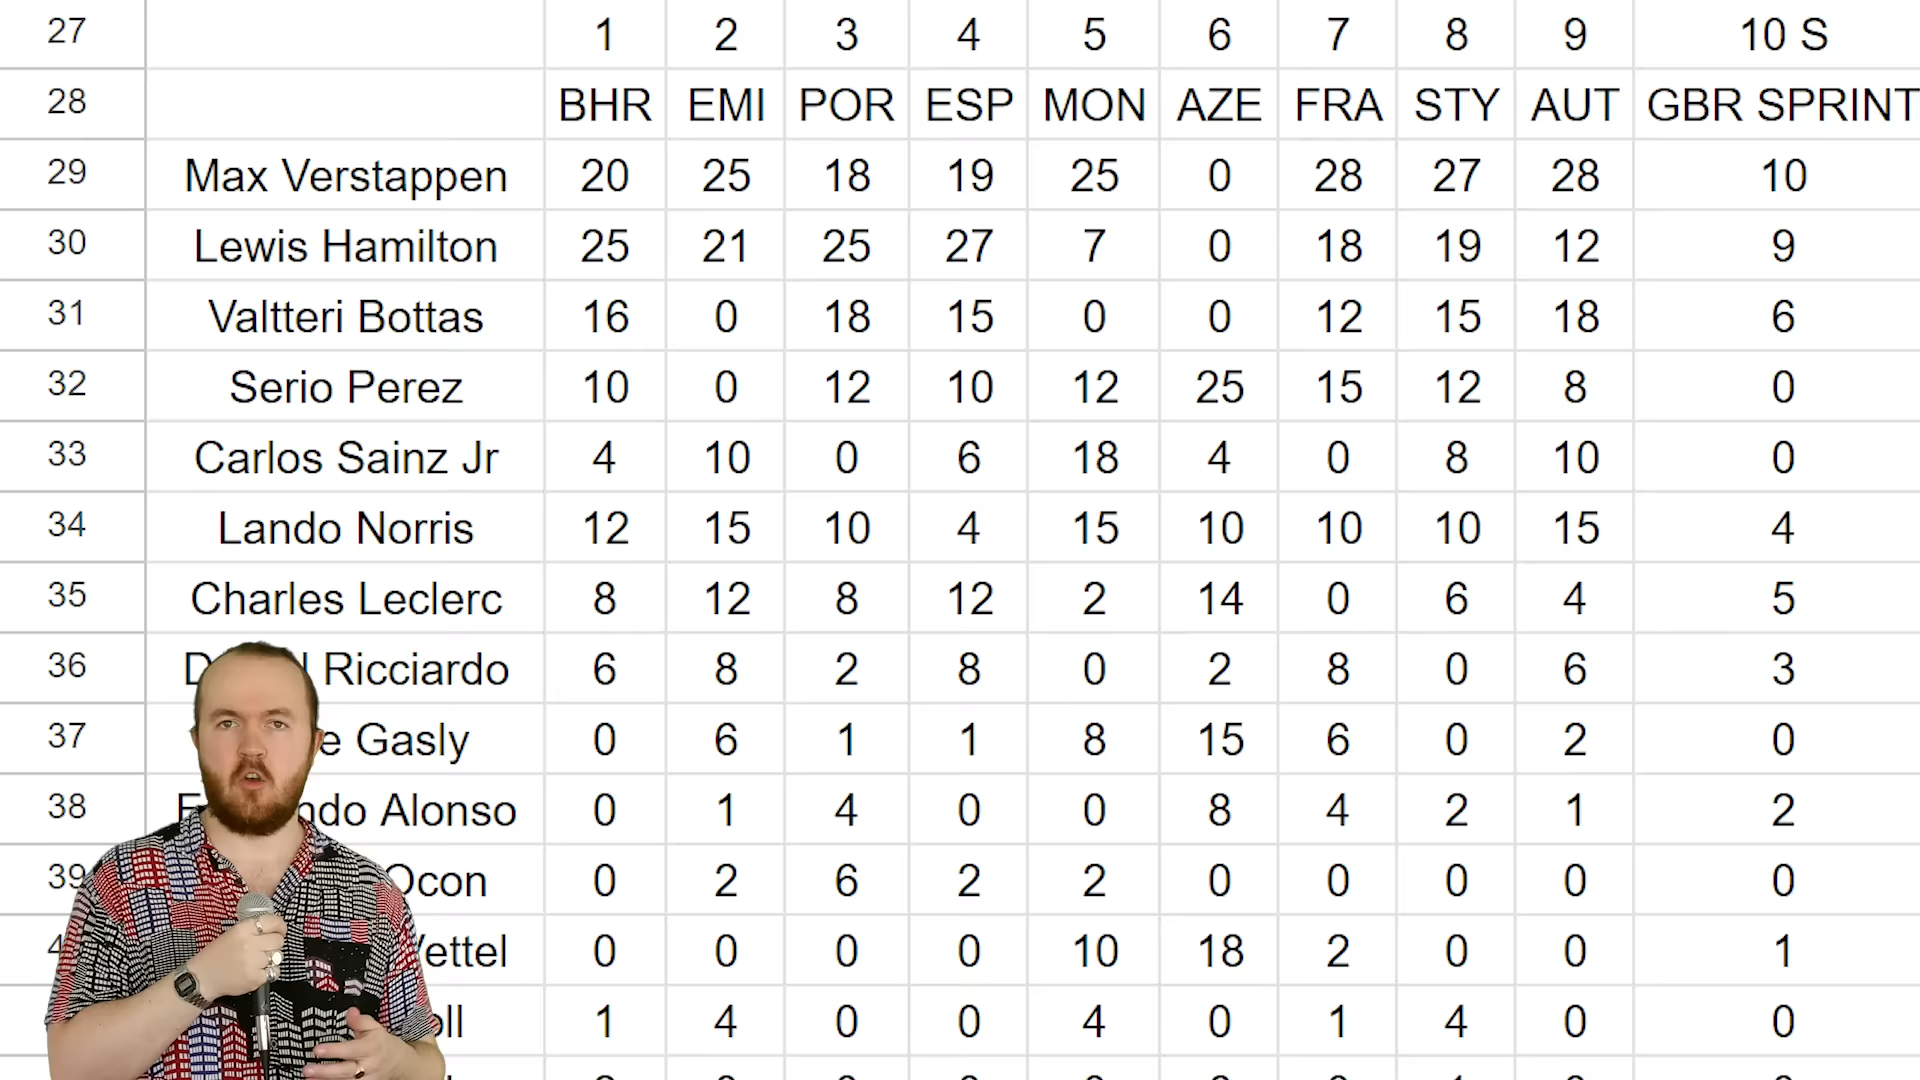 27 1 2 3 4 5 6 7 8 9 10 S
28 BHR EMI POR ESP MON AZE FRA STY AUT GBR SPRINT
29 Max Verstappen 20 25 18 19 25 0 28 27 28 10
30 Lewis Hamilton 25 21 25 27 7 0 18 19 12 9
31 Valtteri Bottas 16 0 18 15 0 0 12 15 18 6
32 Serio Perez 10 0 12 10 12 25 15 12 8 0
33 Carlos Sainz Jr 4 10 0 6 18 4 0 8 10 0
34 Lando Norris 12 15 10 4 15 10 10 10 15 4
35 Charles Leclerc 8 12 8 12 2 14 0 6 4 5
36 Ricciardo 6 8 2 8 0 2 8 0 6 3
37 Gasly 0 6 1 1 8 15 6 0 2 0
38 Alonso 0 1 4 0 0 8 4 2 1 2
39 Ocon 0 2 6 2 2 0 0 0 0 0
Vettel 0 0 0 0 10 18 2 0 0 1
1 4 0 0 4 0 1 4 0 0